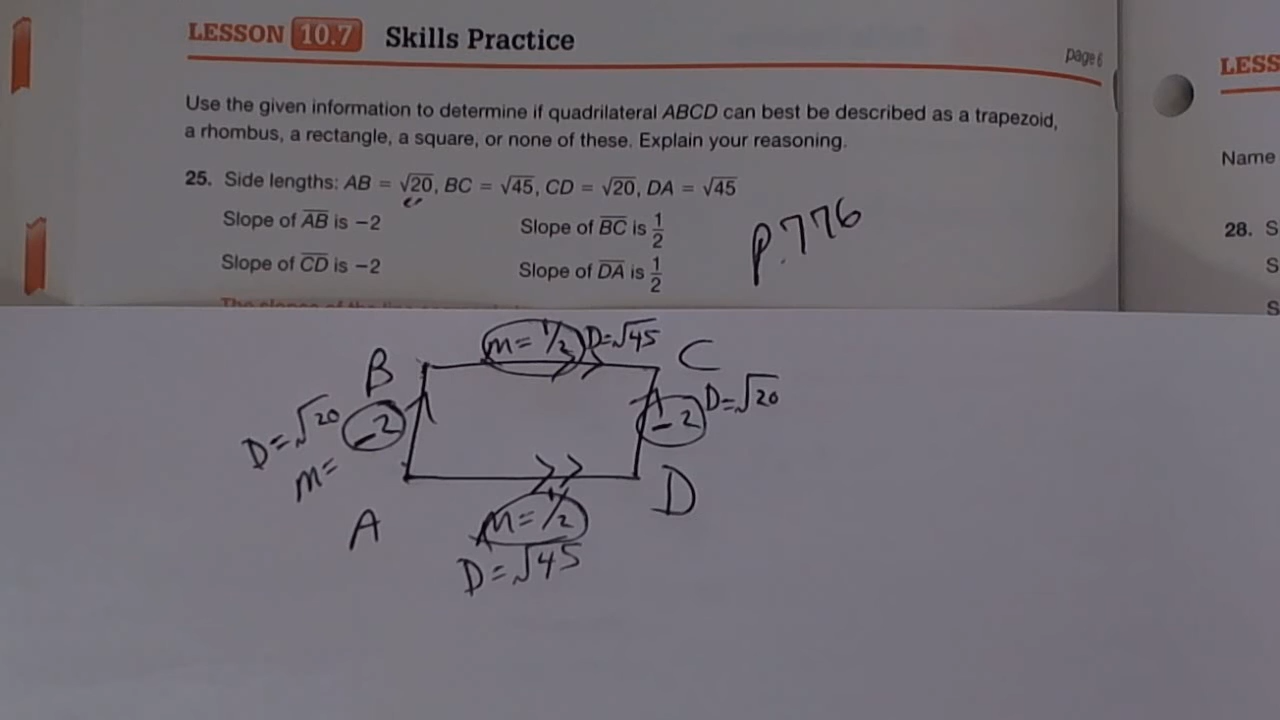 LESSON 10.7 Skills Practice
page 6
Use the given information to determine if quadrilateral ABCD can best be described as a trapezoid,
a rhombus, a rectangle, a square, or none of these. Explain your reasoning.
25. Side lengths: AB = √20, BC = √45, CD = √20, DA = √45
Slope of AB is −2
Slope of BC is 1/2
Slope of CD is −2
Slope of DA is 1/2
p.776
LESS
Name
28. S
S
S
m = 1/2 D=√45
B
C
D=√20
-2
m=
-2
D=√20
A
D
m = 1/2
D=√45